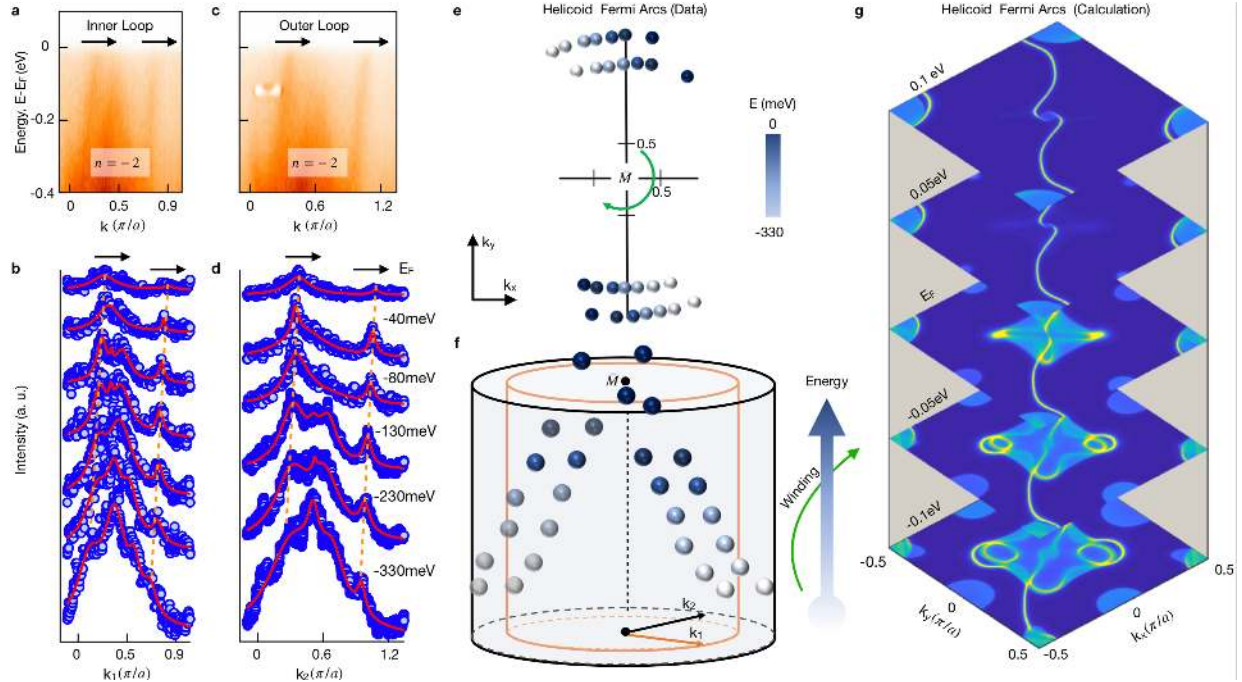 a
Inner Loop
Energy, E-EF (eV)
0
-0.2
-0.4
n = - 2
0 0.5 0.9
k (π/a)
c
Outer Loop
n = - 2
0 0.6 1.2
k (π/a)
b
Intensity (a. u.)
0 0.5 0.9
k1(π/a)
d
EF
-40meV
-80meV
-130meV
-230meV
-330meV
0 0.6 1.2
k2(π/a)
e
Helicoid Fermi Arcs (Data)
0.5
M̄
0.5
ky
kx
E (meV)
0
-330
f
M̄
k2
k1
Energy
Winding
g
Helicoid Fermi Arcs (Calculation)
0.1 eV
0.05eV
EF
-0.05eV
-0.1eV
-0.5
0
0.5
ky(π/a)
-0.5
0
0.5
kx(π/a)